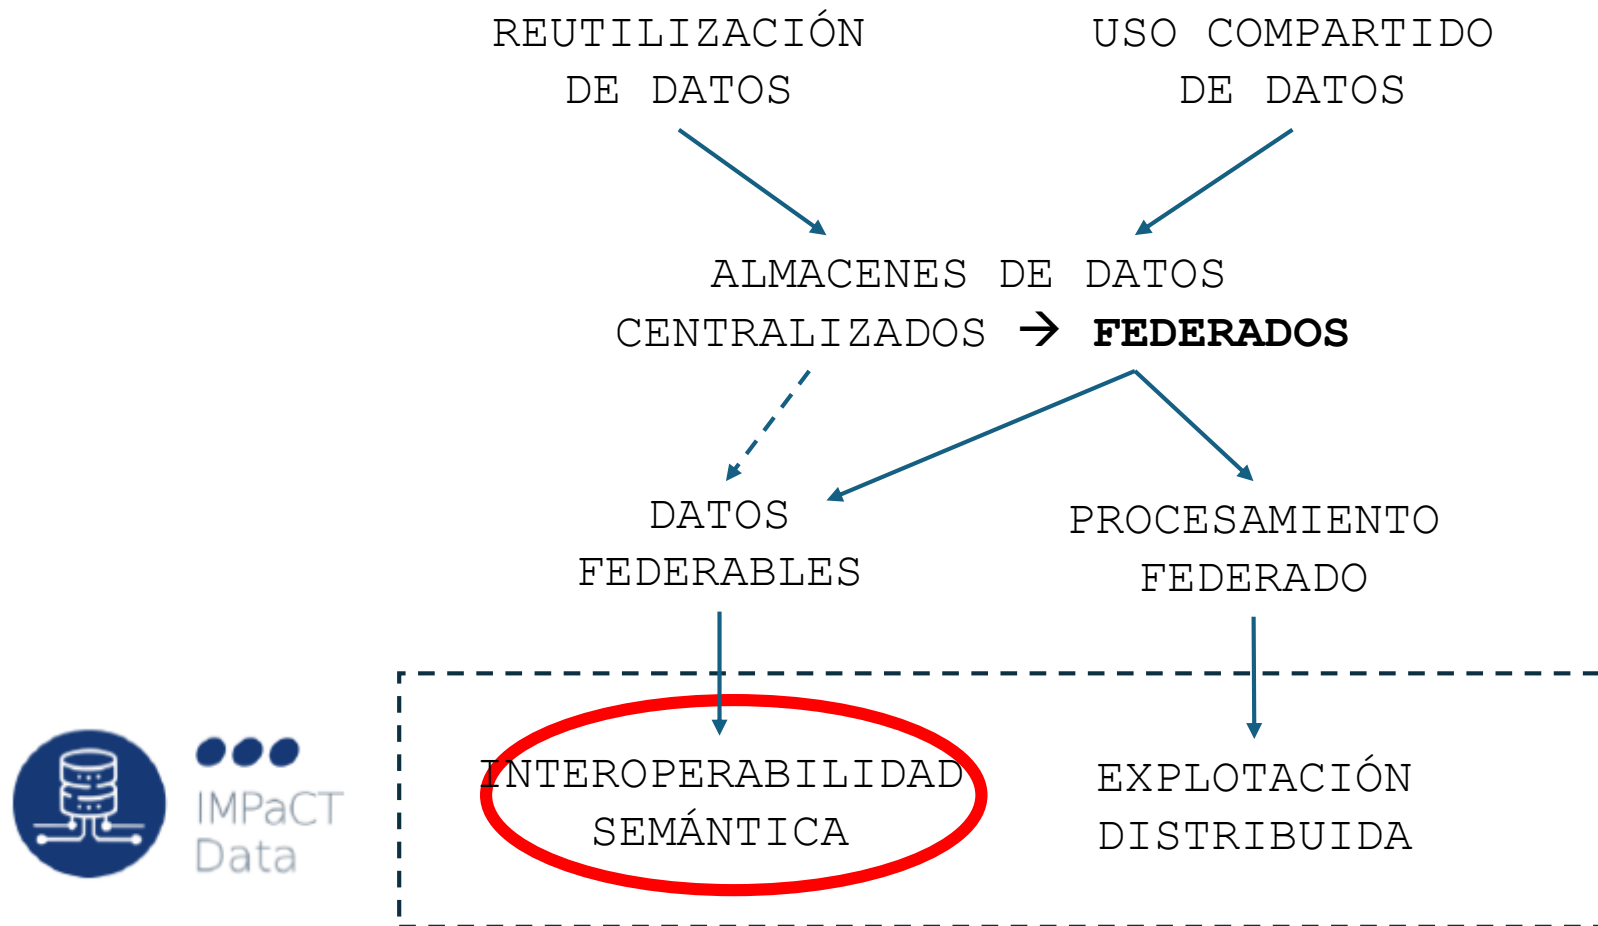 REUTILIZACIÓN
DE DATOS
USO COMPARTIDO
DE DATOS
ALMACENES DE DATOS
CENTRALIZADOS → FEDERADOS
DATOS
FEDERABLES
PROCESAMIENTO
FEDERADO
INTEROPERABILIDAD
SEMÁNTICA
EXPLOTACIÓN
DISTRIBUIDA
IMPaCT
Data